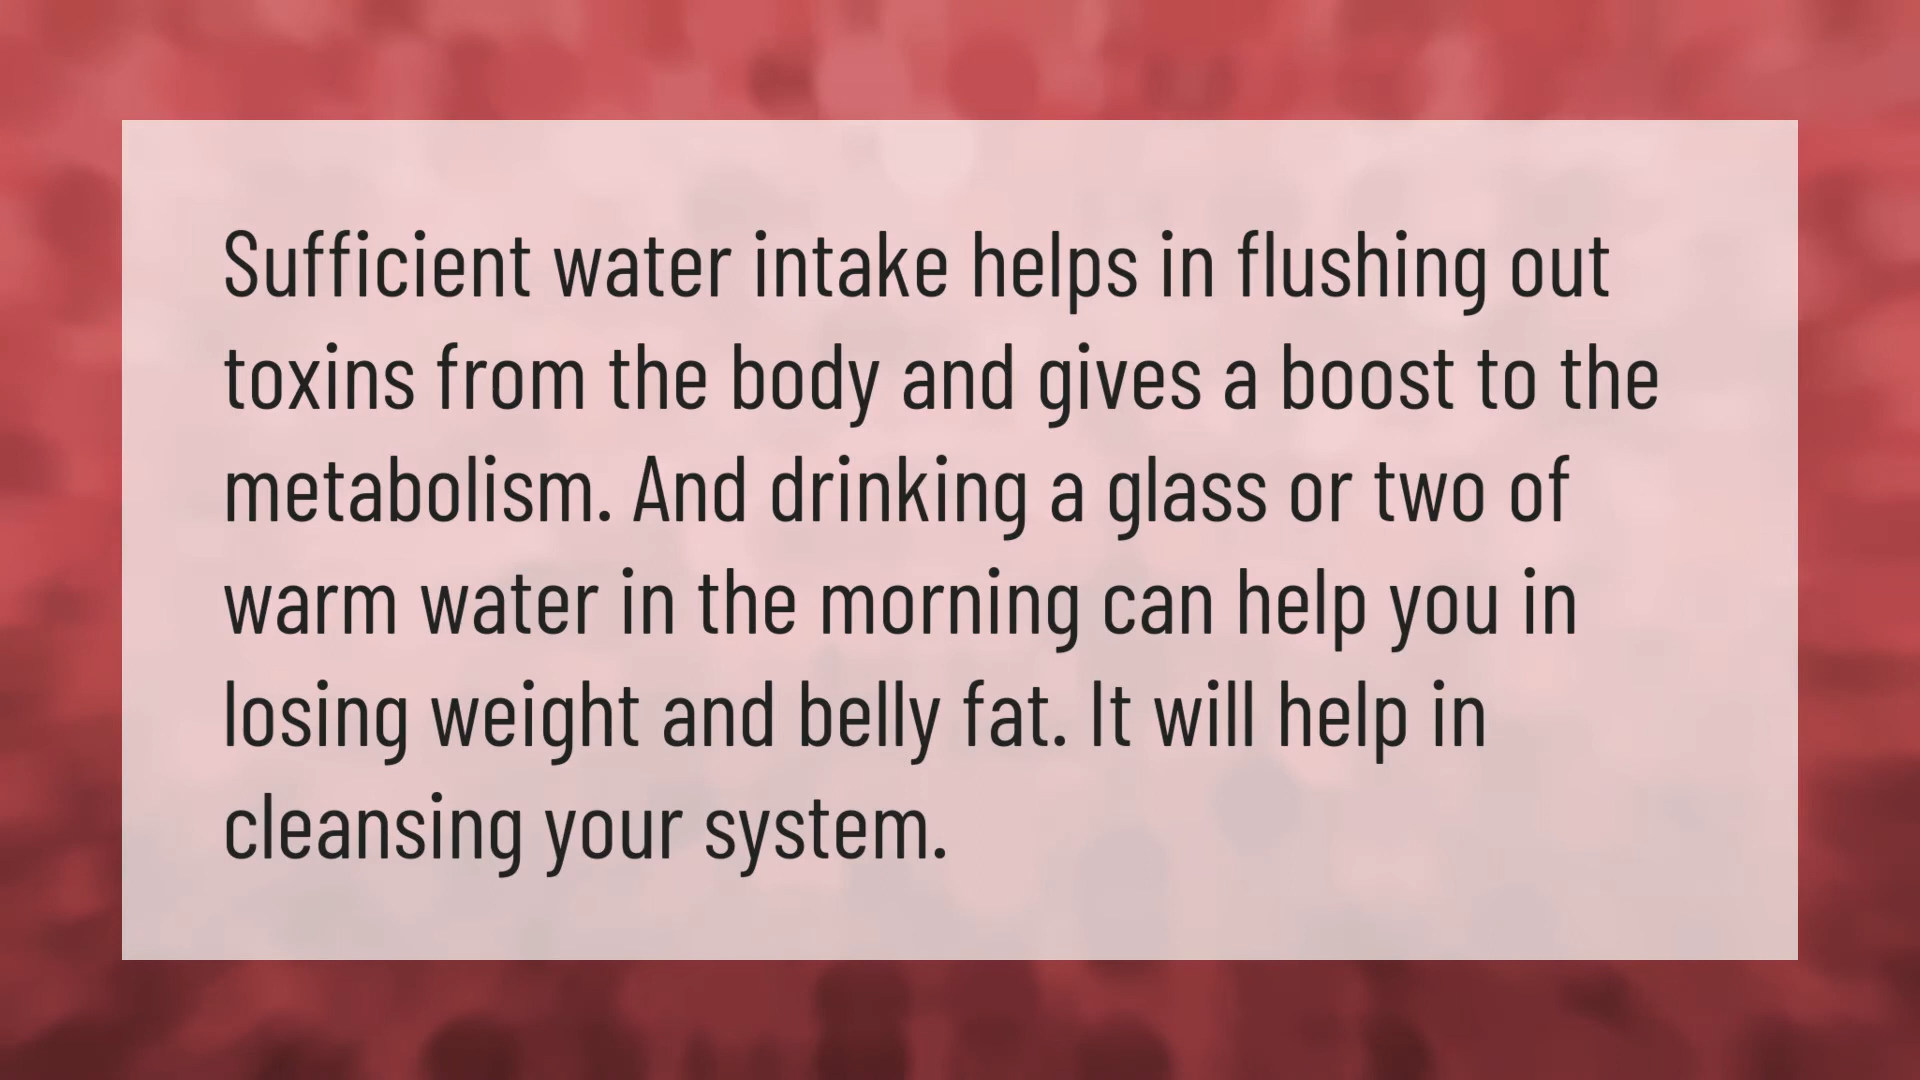 Sufficient water intake helps in flushing out
toxins from the body and gives a boost to the
metabolism. And drinking a glass or two of
warm water in the morning can help you in
losing weight and belly fat. It will help in
cleansing your system.